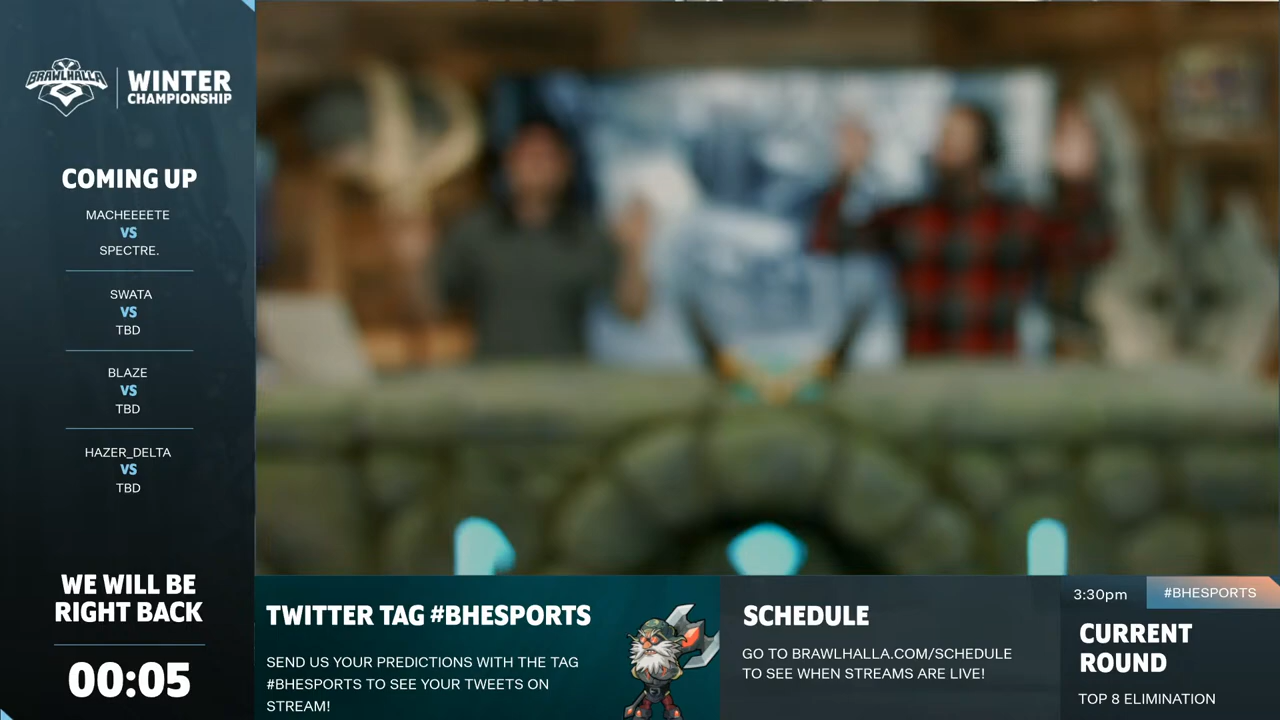 BRAWLHALLA
WINTER
CHAMPIONSHIP
COMING UP
MACHEEEETE
VS
SPECTRE.
SWATA
VS
TBD
BLAZE
VS
TBD
HAZER_DELTA
VS
TBD
WE WILL BE
RIGHT BACK
00:05
TWITTER TAG #BHESPORTS
SEND US YOUR PREDICTIONS WITH THE TAG
#BHESPORTS TO SEE YOUR TWEETS ON
STREAM!
SCHEDULE
GO TO BRAWLHALLA.COM/SCHEDULE
TO SEE WHEN STREAMS ARE LIVE!
3:30pm
#BHESPORTS
CURRENT
ROUND
TOP 8 ELIMINATION